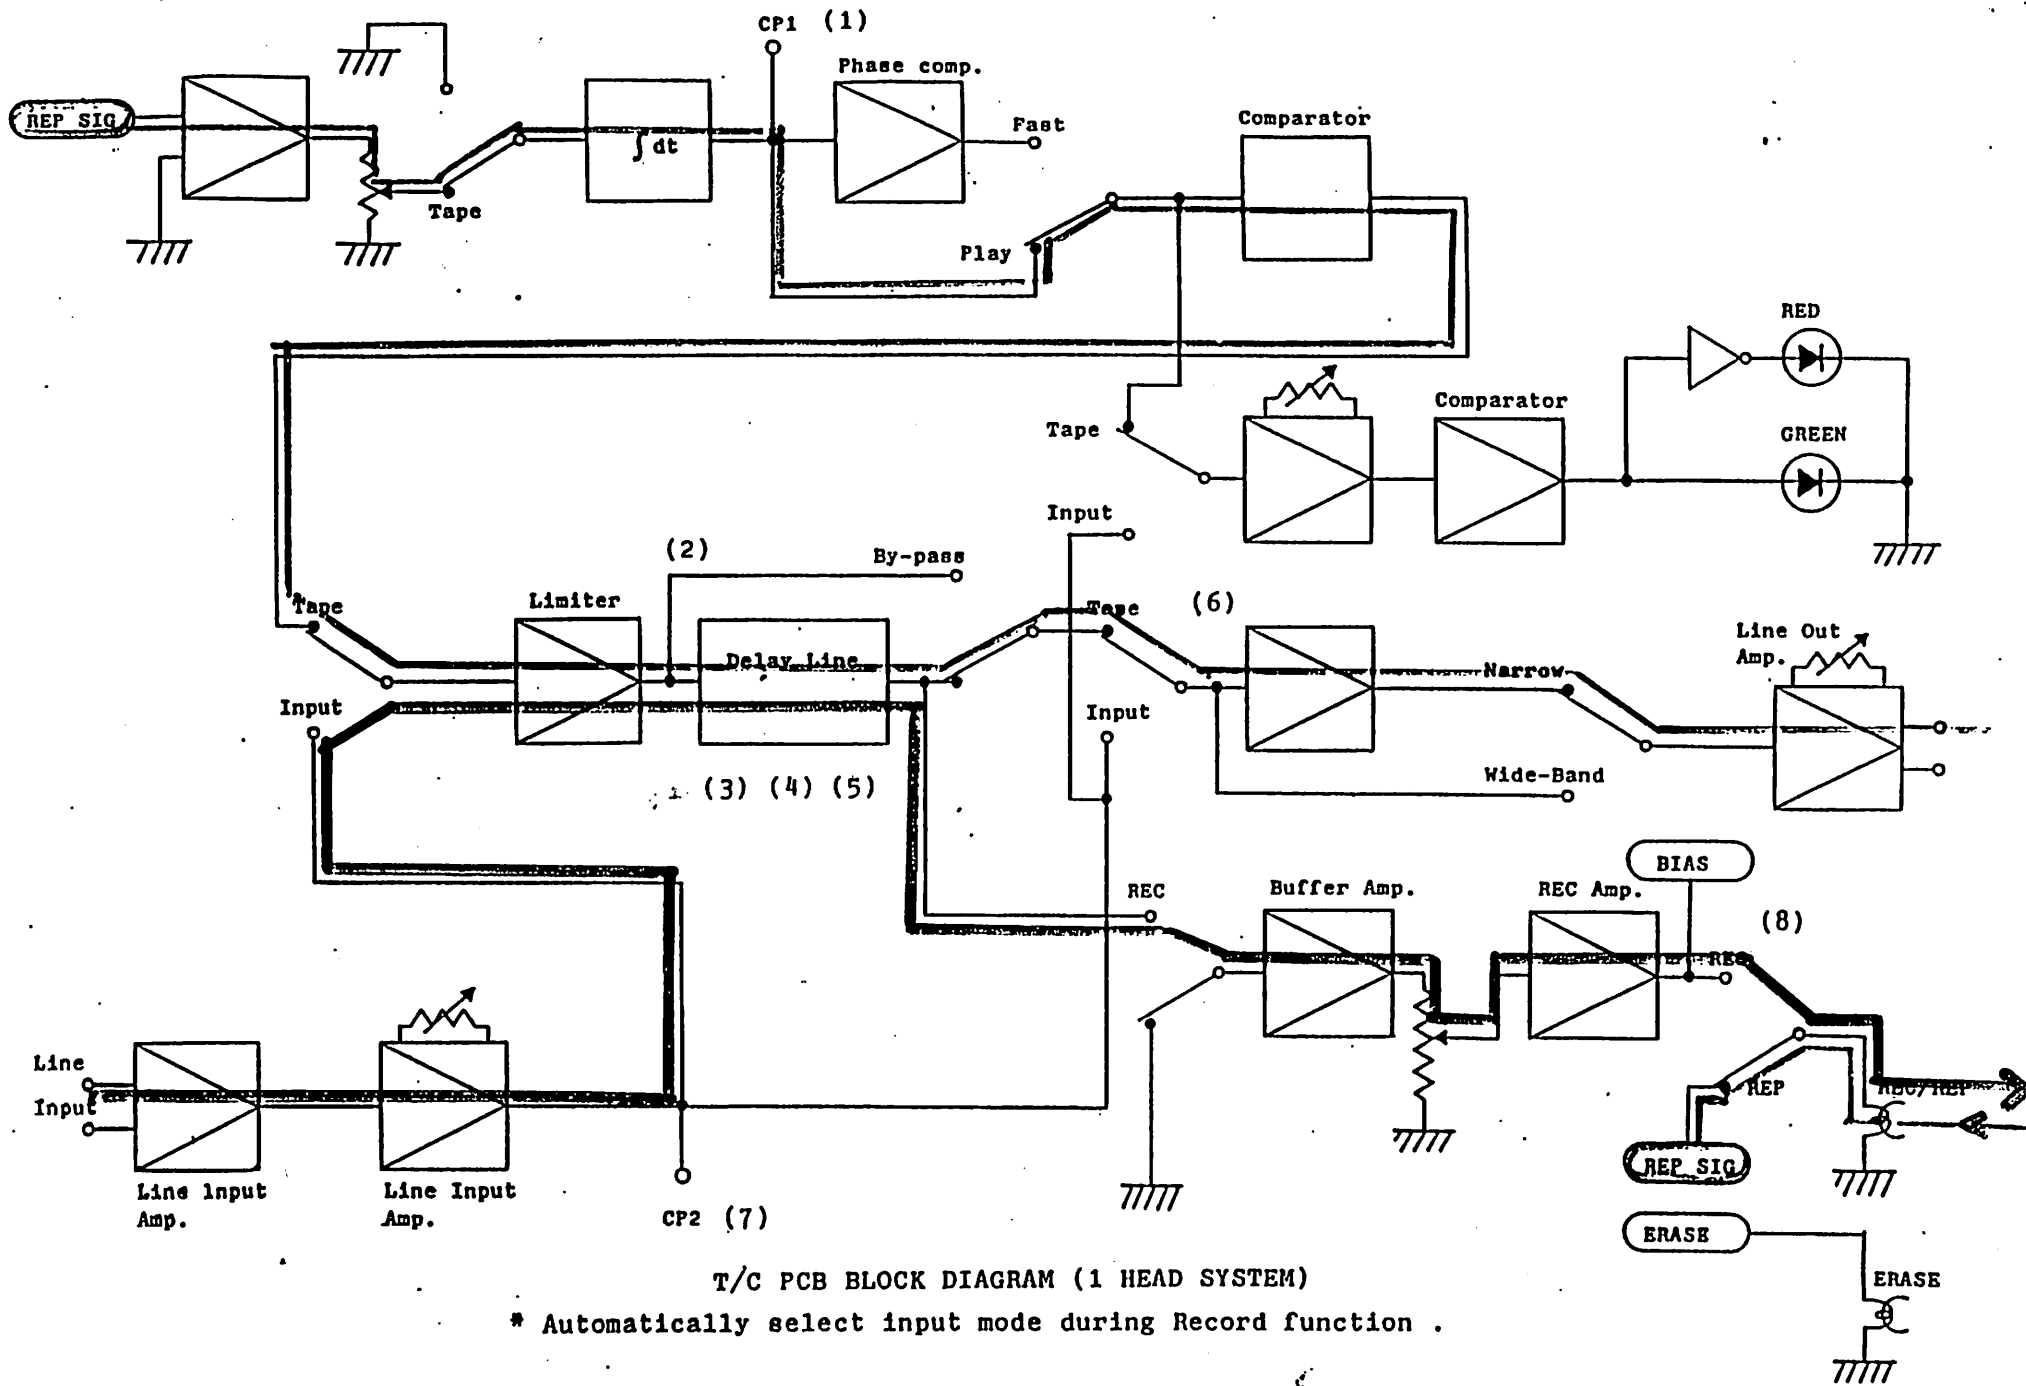 CP1 (1)
Phase comp.
REP SIG
∫dt
Fast
Comparator
Tape
Play
RED
Comparator
GREEN
Tape
Input
(2)
By-pass
Tape
Limiter
Delay Line
Tape
(6)
Line Out
Amp.
Narrow
Input
Input
Wide-Band
(3) (4) (5)
BIAS
REC
Buffer Amp.
REC Amp.
(8)
REC
Line
Input
REP
REC/REP
REP SIG
Line Input
Amp.
Line Input
Amp.
CP2 (7)
ERASE
ERASE
T/C PCB BLOCK DIAGRAM (1 HEAD SYSTEM)
* Automatically select input mode during Record function .